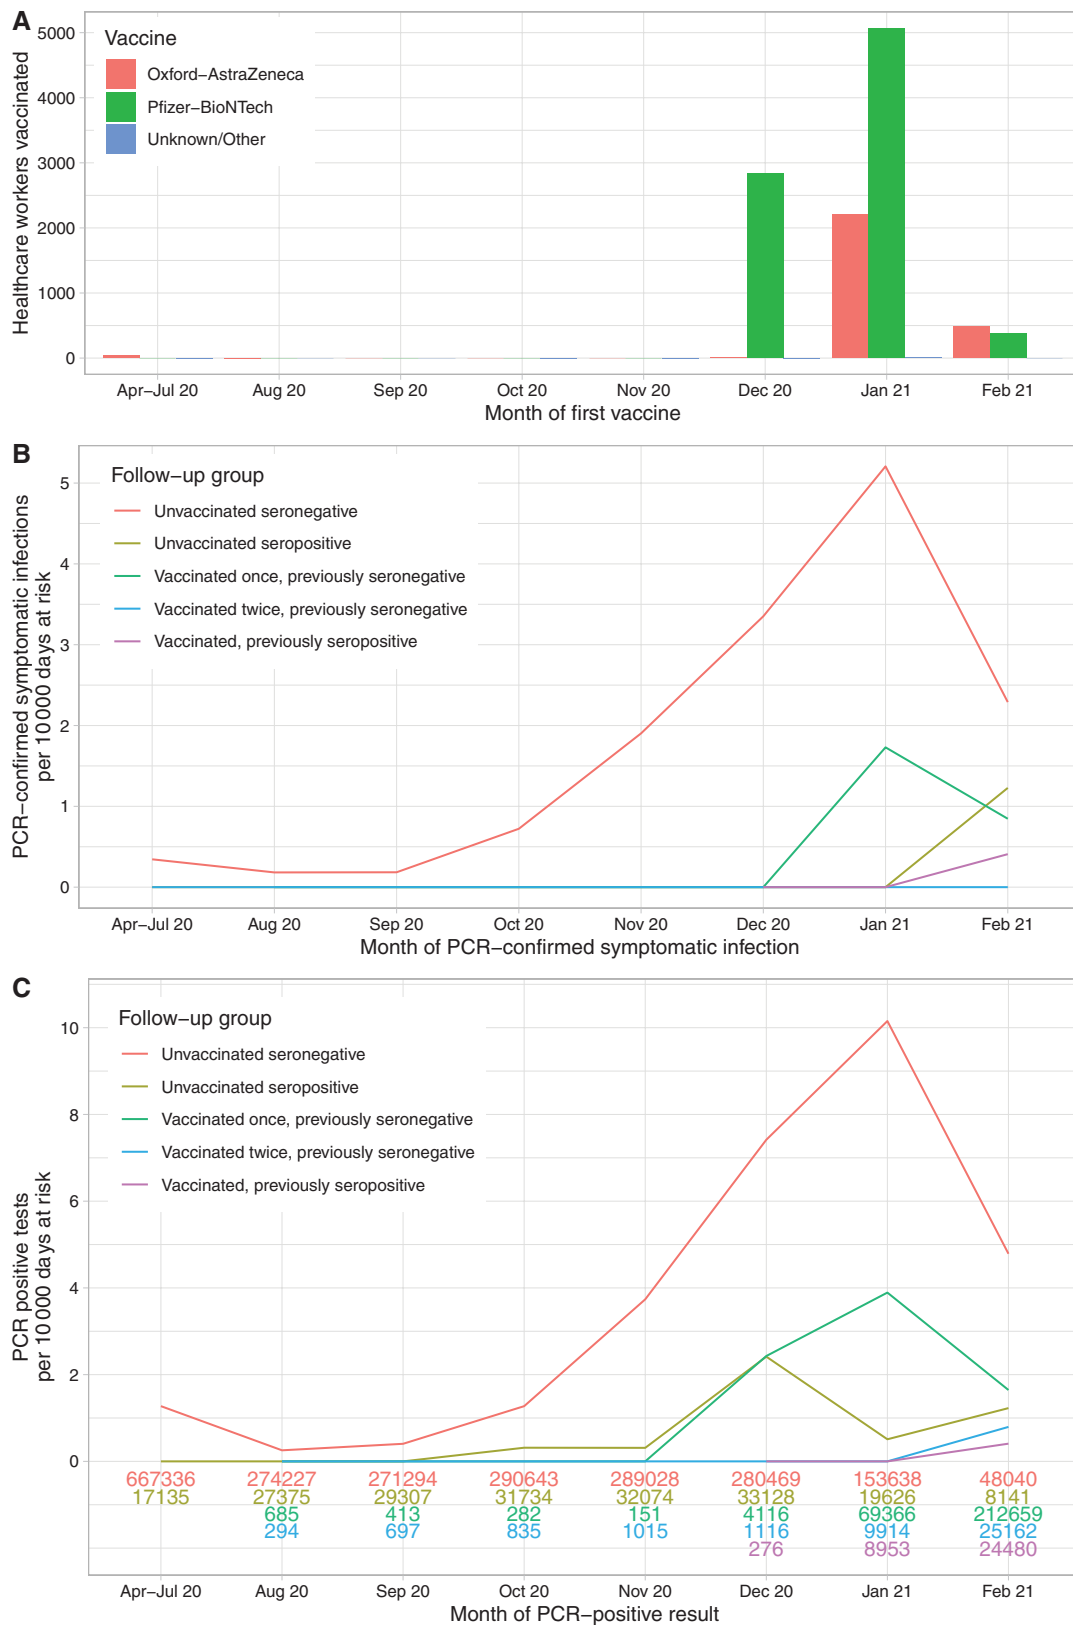 A
Healthcare workers vaccinated
5000
4000
3000
2000
1000
0
Vaccine
Oxford–AstraZeneca
Pfizer–BioNTech
Unknown/Other
Apr–Jul 20 Aug 20 Sep 20 Oct 20 Nov 20 Dec 20 Jan 21 Feb 21
Month of first vaccine
B
PCR–confirmed symptomatic infections
per 10 000 days at risk
5
4
3
2
1
0
Follow–up group
Unvaccinated seronegative
Unvaccinated seropositive
Vaccinated once, previously seronegative
Vaccinated twice, previously seronegative
Vaccinated, previously seropositive
Apr–Jul 20 Aug 20 Sep 20 Oct 20 Nov 20 Dec 20 Jan 21 Feb 21
Month of PCR–confirmed symptomatic infection
C
PCR positive tests
per 10 000 days at risk
10
8
6
4
2
0
Follow–up group
Unvaccinated seronegative
Unvaccinated seropositive
Vaccinated once, previously seronegative
Vaccinated twice, previously seronegative
Vaccinated, previously seropositive
667336 274227 271294 290643 289028 280469 153638 48040
17135 27375 29307 31734 32074 33128 19626 8141
685 413 282 151 4116 69366 212659
294 697 835 1015 1116 9914 25162
276 8953 24480
Apr–Jul 20 Aug 20 Sep 20 Oct 20 Nov 20 Dec 20 Jan 21 Feb 21
Month of PCR–positive result